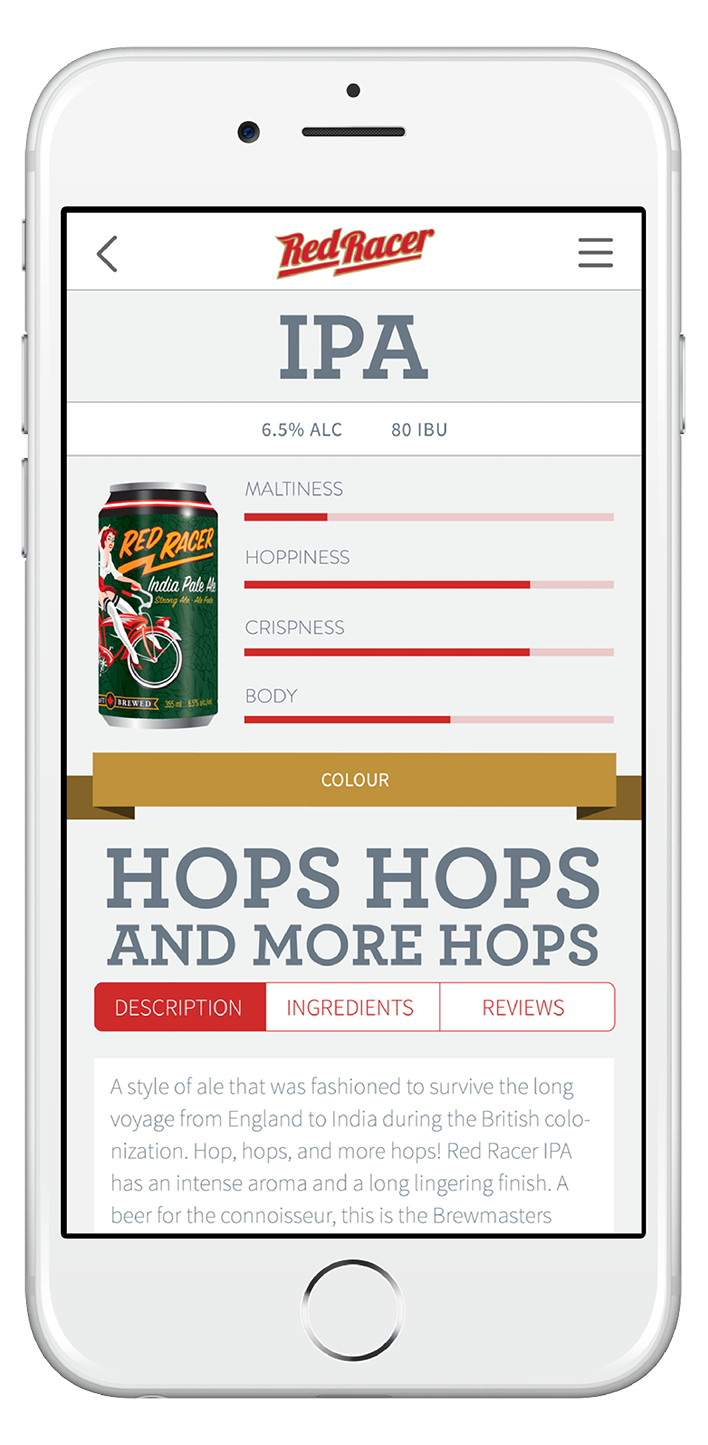 Red Racer
IPA
6.5% ALC 80 IBU
MALTINESS
RED RACER
India Pale Ale
Strong Ale - Ale Forte
BREWED 355 ml 6.5% alc./vol.
HOPPINESS
CRISPNESS
BODY
COLOUR
HOPS HOPS
AND MORE HOPS
DESCRIPTION INGREDIENTS REVIEWS
A style of ale that was fashioned to survive the long
voyage from England to India during the British colo-
nization. Hop, hops, and more hops! Red Racer IPA
has an intense aroma and a long lingering finish. A
beer for the connoisseur, this is the Brewmasters